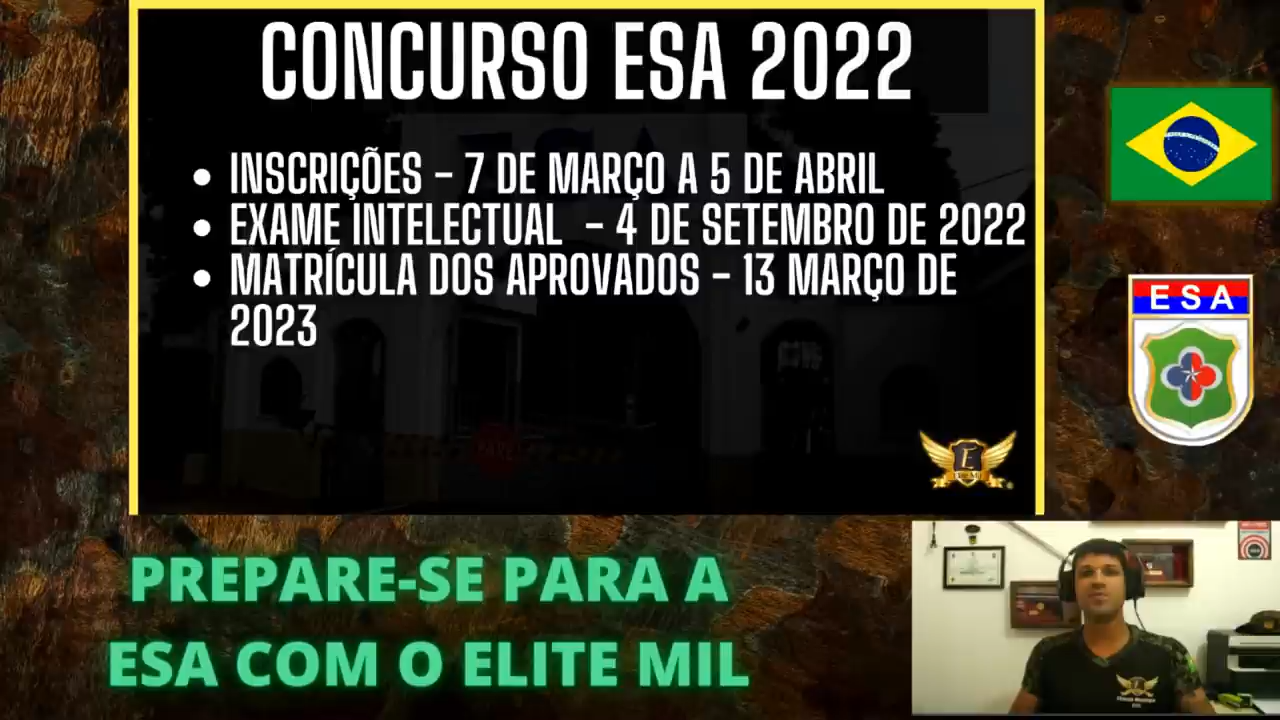 CONCURSO ESA 2022
• INSCRIÇÕES – 7 DE MARÇO A 5 DE ABRIL
• EXAME INTELECTUAL – 4 DE SETEMBRO DE 2022
• MATRÍCULA DOS APROVADOS – 13 MARÇO DE
2023
ESA
PARE
E
PREPARE-SE PARA A
ESA COM O ELITE MIL